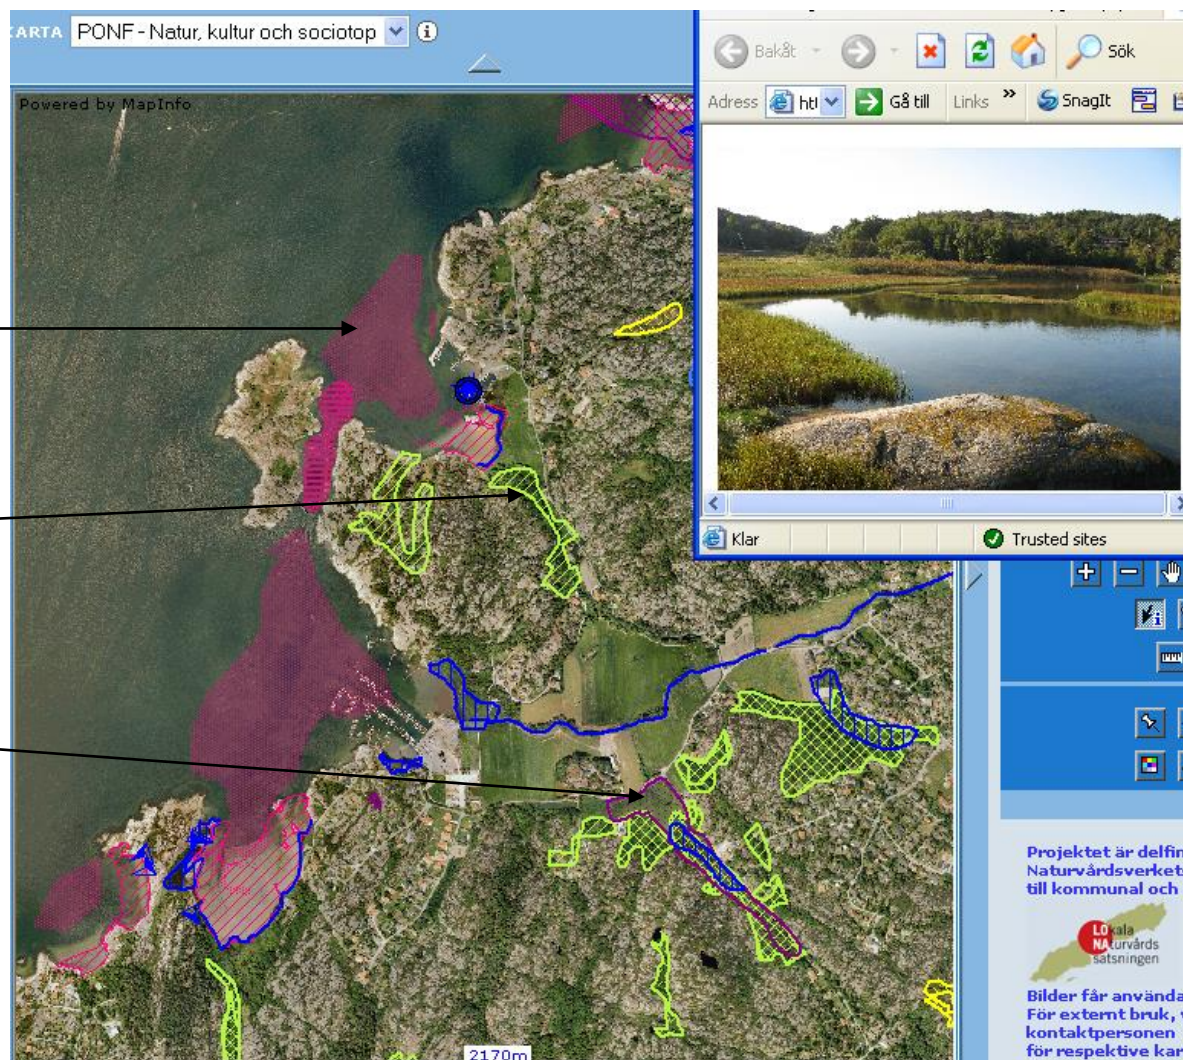 KARTA PONF - Natur, kultur och sociotop
Powered by MapInfo
Bakåt
Sök
Adress
Gå till
Links »
SnagIt
Klar
Trusted sites
Projektet är delfin
Naturvårdsverket
till kommunal och
LOkala
NAturvårds
satsningen
Bilder får använda
För externt bruk, v
kontaktpersonen
för respektive kar
2170m